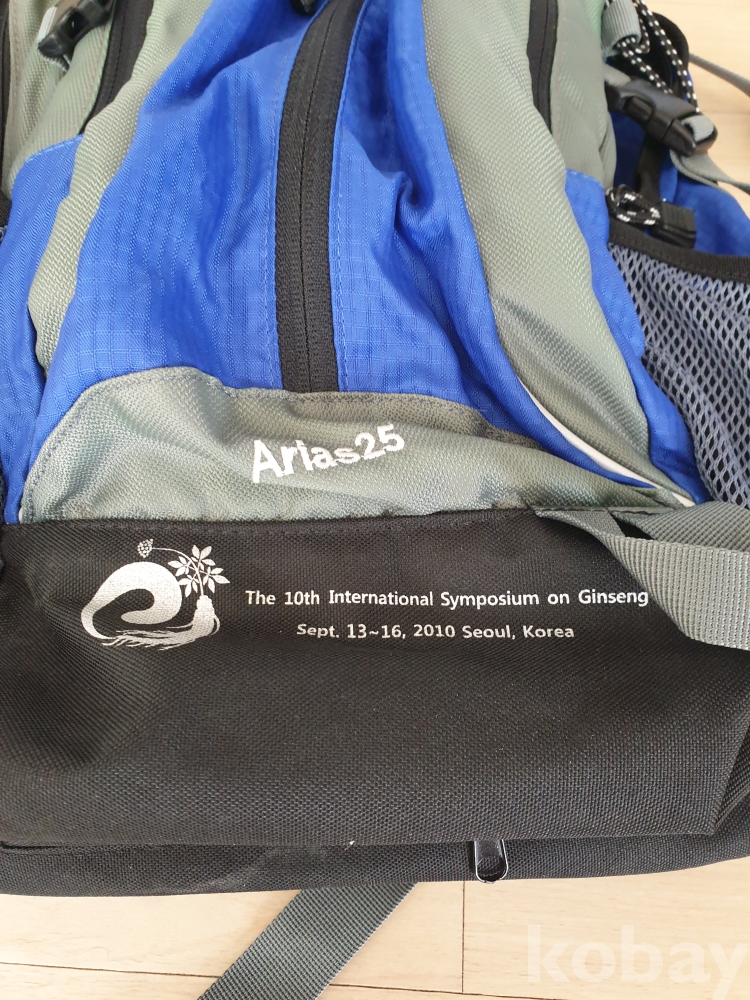 Arias25
The 10th International Symposium on Ginseng
Sept. 13~16, 2010 Seoul, Korea
kobay